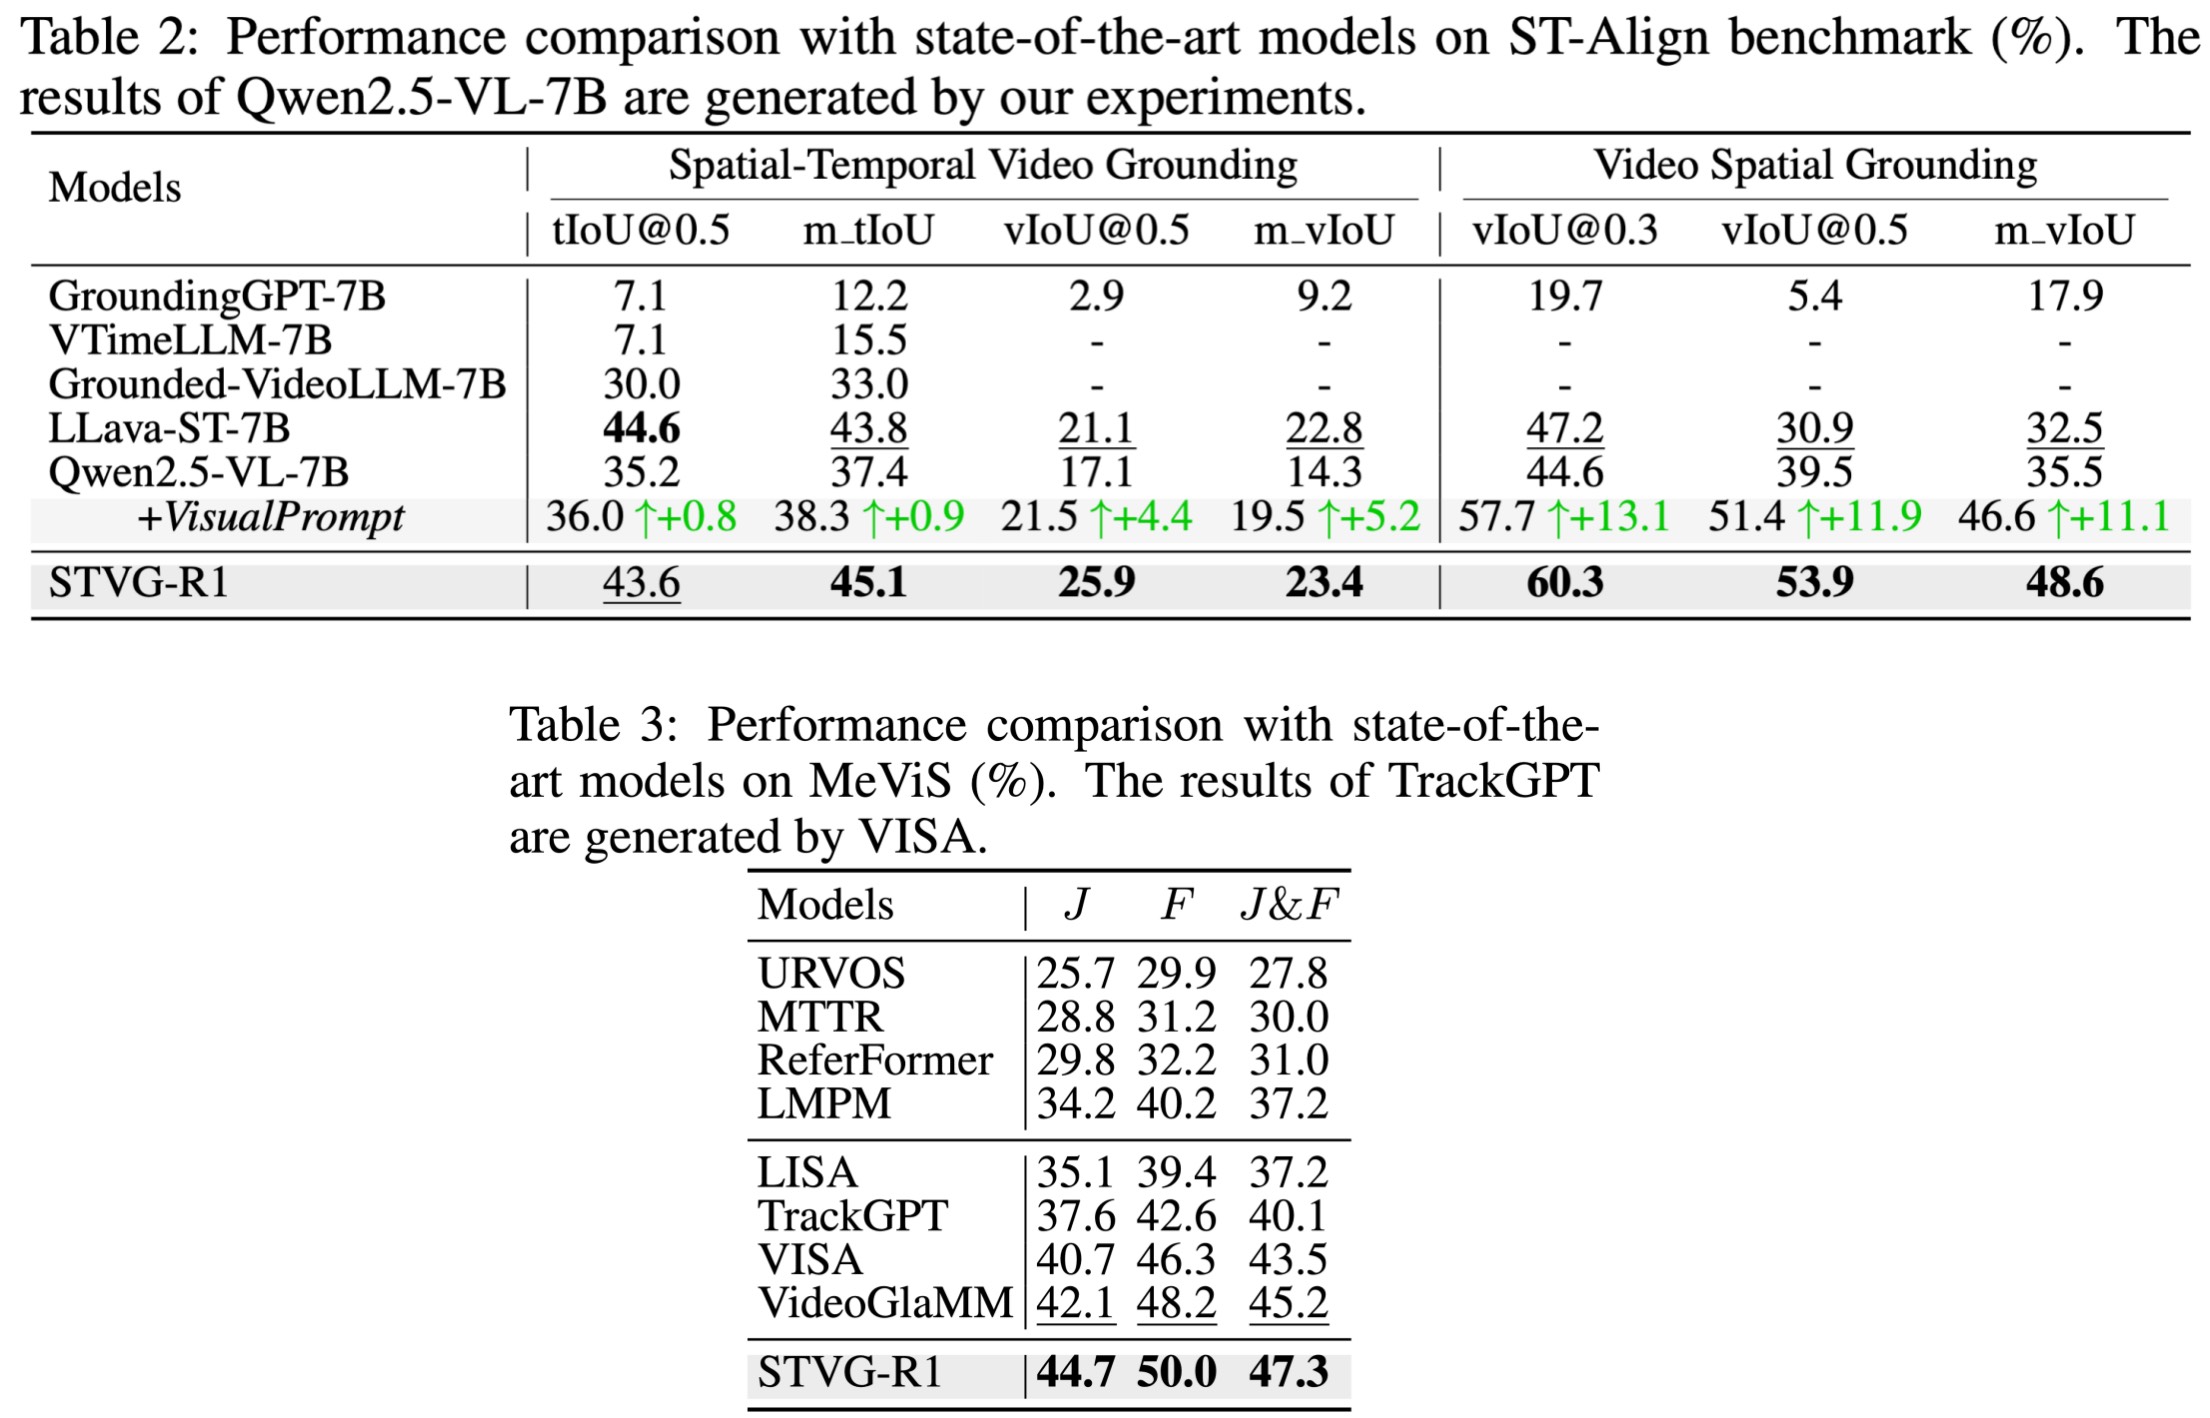 Table 2: Performance comparison with state-of-the-art models on ST-Align benchmark (%). The
results of Qwen2.5-VL-7B are generated by our experiments.
Models | Spatial-Temporal Video Grounding | Video Spatial Grounding
| tIoU@0.5 m_tIoU vIoU@0.5 m_vIoU | vIoU@0.3 vIoU@0.5 m_vIoU
GroundingGPT-7B | 7.1 12.2 2.9 9.2 | 19.7 5.4 17.9
VTimeLLM-7B | 7.1 15.5 - - | - - -
Grounded-VideoLLM-7B | 30.0 33.0 - - | - - -
LLava-ST-7B | 44.6 43.8 21.1 22.8 | 47.2 30.9 32.5
Qwen2.5-VL-7B | 35.2 37.4 17.1 14.3 | 44.6 39.5 35.5
+VisualPrompt 36.0 ↑+0.8 38.3 ↑+0.9 21.5 ↑+4.4 19.5 ↑+5.2 57.7 ↑+13.1 51.4 ↑+11.9 46.6 ↑+11.1
STVG-R1 | 43.6 45.1 25.9 23.4 | 60.3 53.9 48.6
Table 3: Performance comparison with state-of-the-
art models on MeViS (%). The results of TrackGPT
are generated by VISA.
Models | J F J&F
URVOS | 25.7 29.9 27.8
MTTR | 28.8 31.2 30.0
ReferFormer | 29.8 32.2 31.0
LMPM | 34.2 40.2 37.2
LISA | 35.1 39.4 37.2
TrackGPT | 37.6 42.6 40.1
VISA | 40.7 46.3 43.5
VideoGlaMM | 42.1 48.2 45.2
STVG-R1 | 44.7 50.0 47.3